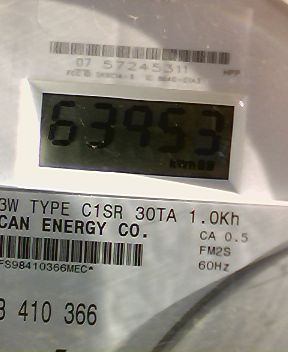 07 57245311
63953
3W TYPE C1SR 30TA 1.0Kh
CAN ENERGY CO.
CA 0.5
FM2S
FS98410366MEC*
60Hz
410 366